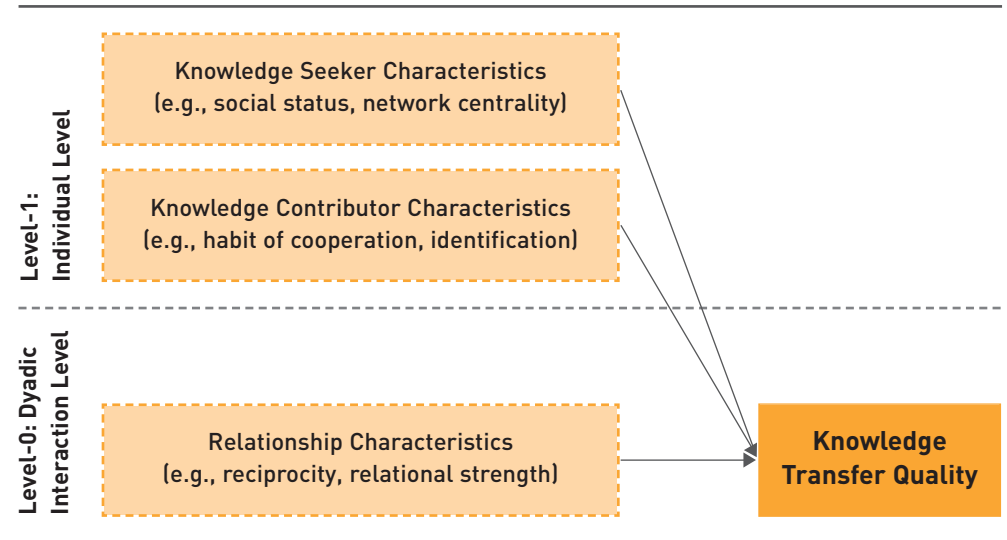 Level-1:
Individual Level
Knowledge Seeker Characteristics
(e.g., social status, network centrality)
Knowledge Contributor Characteristics
(e.g., habit of cooperation, identification)
Level-0: Dyadic
Interaction Level
Relationship Characteristics
(e.g., reciprocity, relational strength)
Knowledge
Transfer Quality